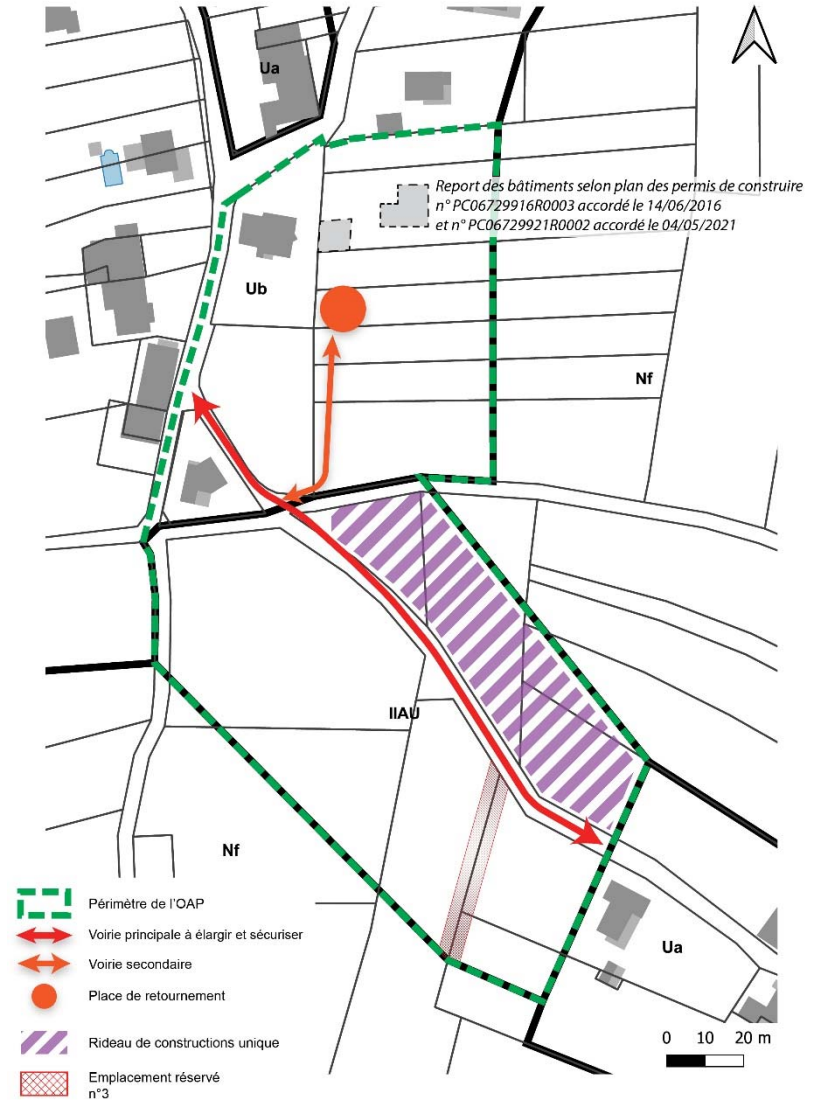 Ua
Report des bâtiments selon plan des permis de construire
n° PC06729916R0003 accordé le 14/06/2016
et n° PC06729921R0002 accordé le 04/05/2021
Ub
Nf
IIAU
Nf
Ua
Périmètre de l'OAP
Voirie principale à élargir et sécuriser
Voirie secondaire
Place de retournement
Rideau de constructions unique
Emplacement réservé
n°3
0 10 20 m